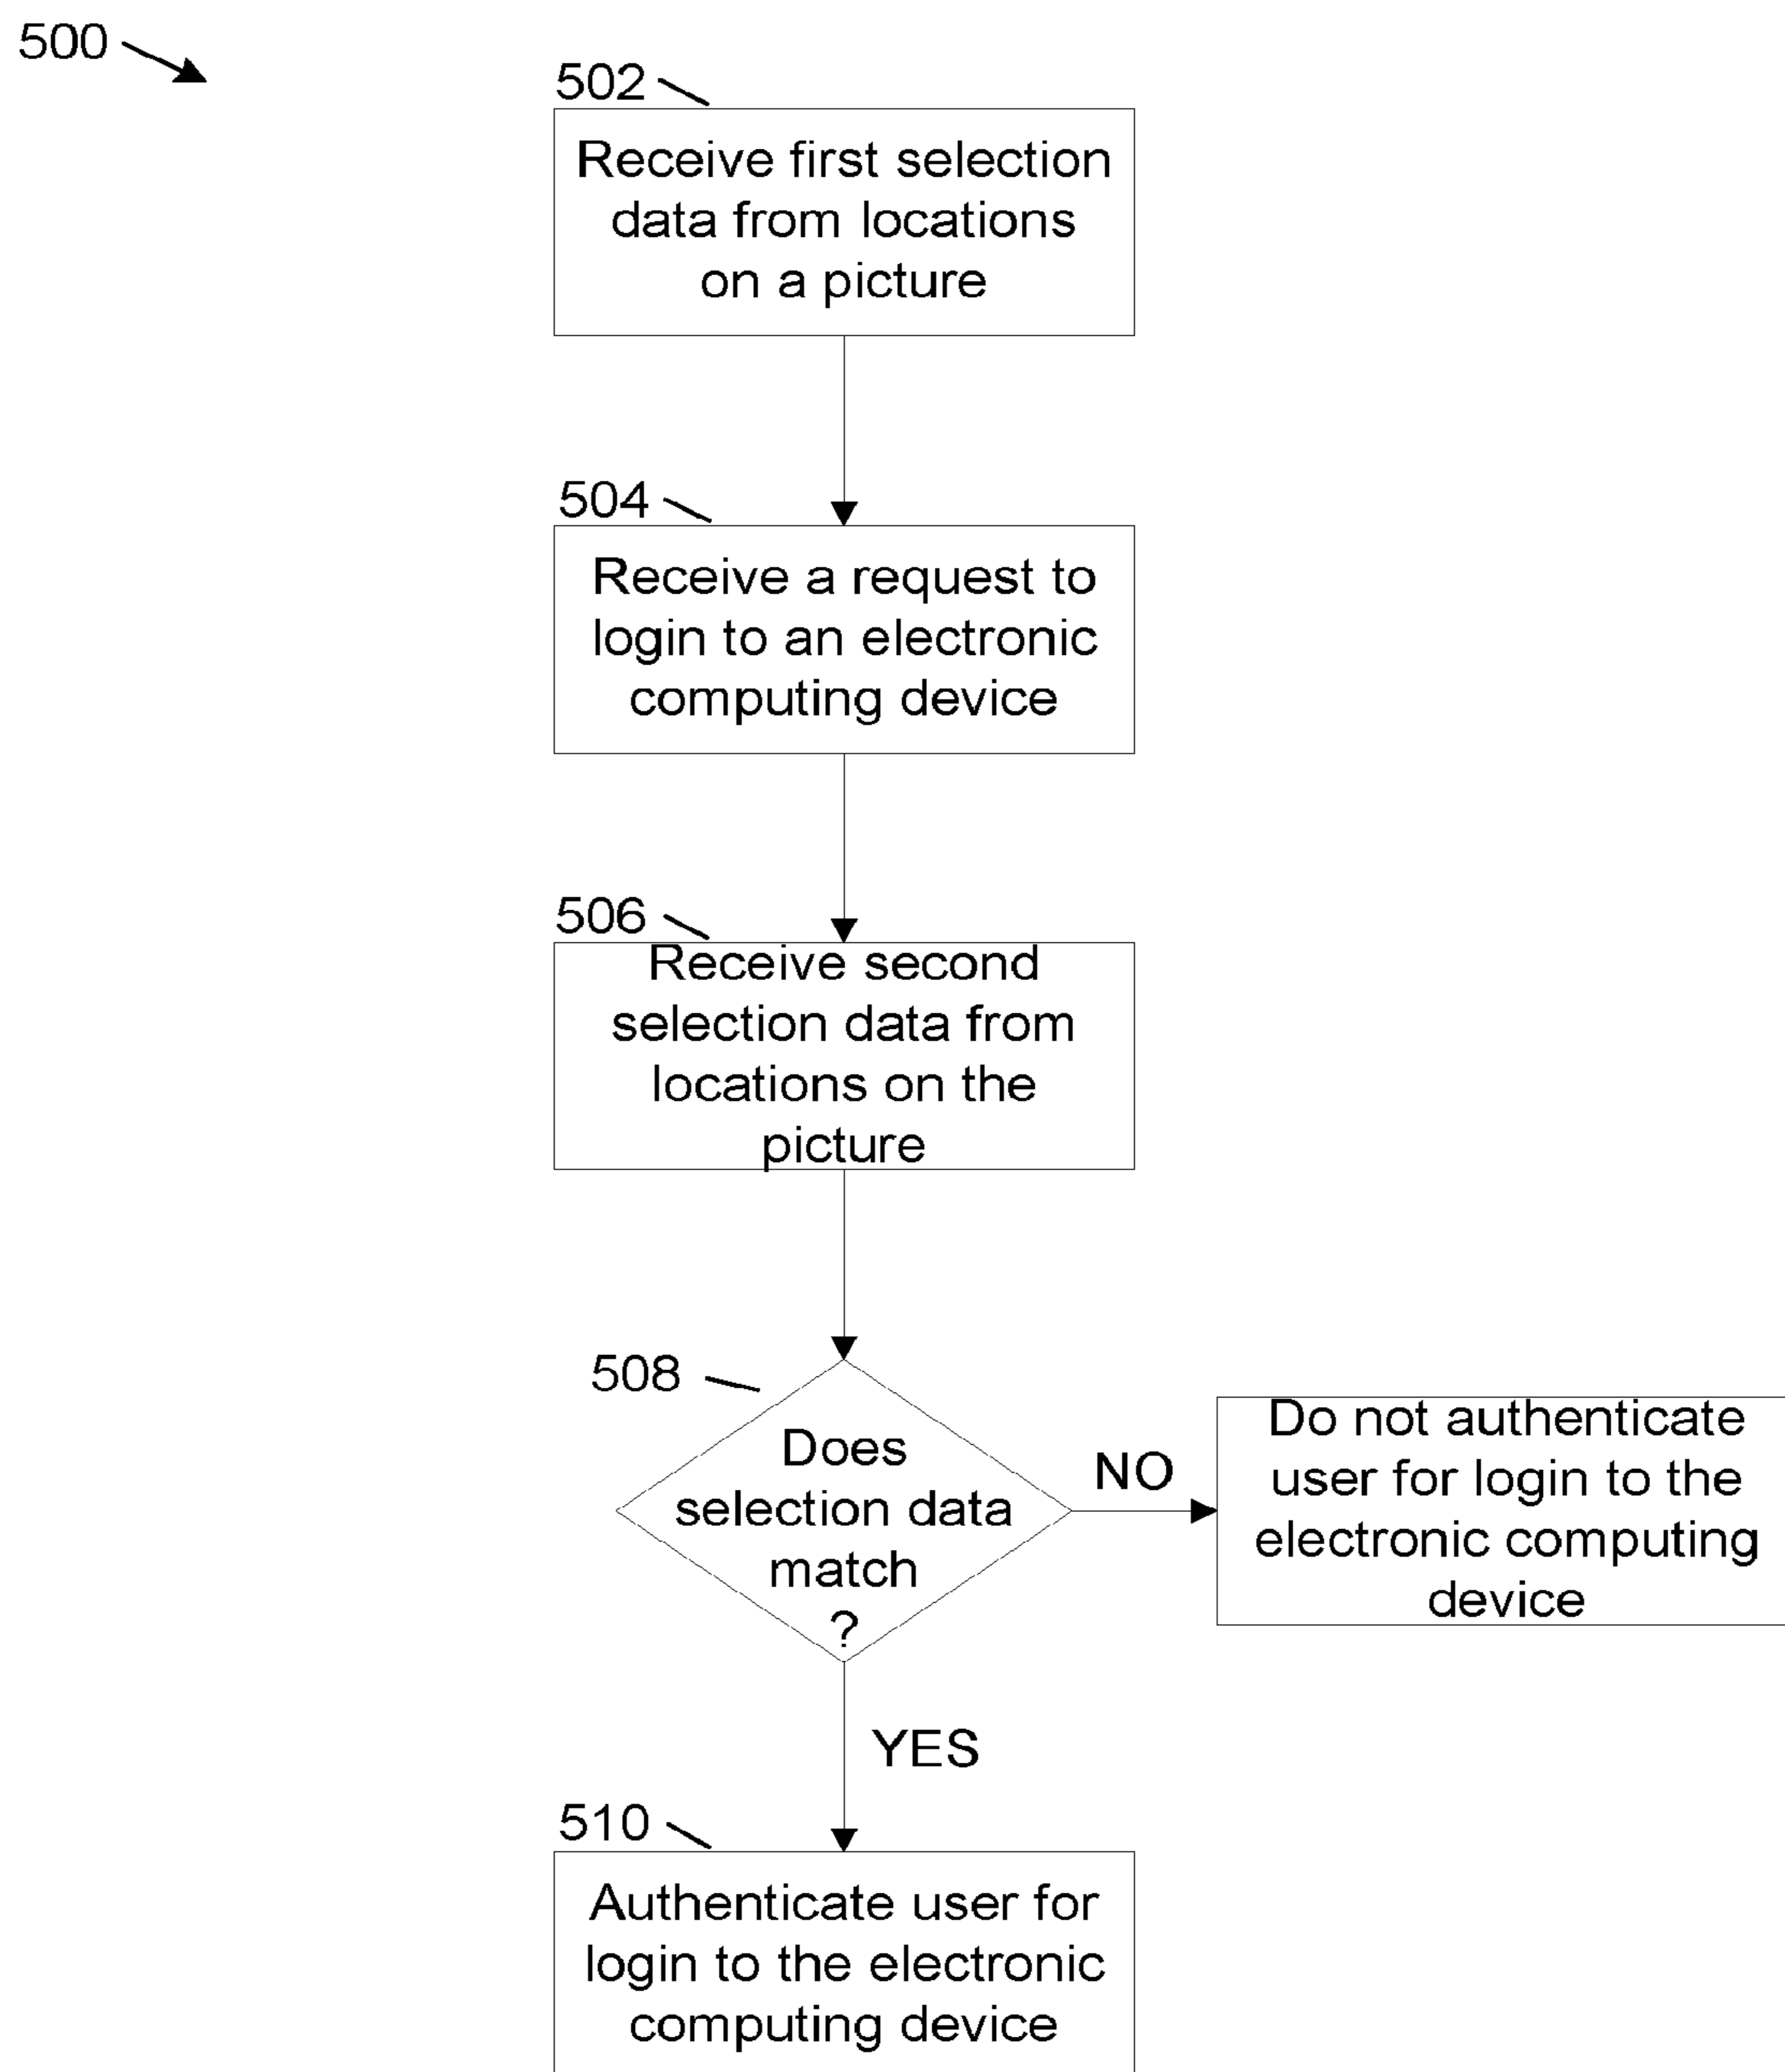 500
502
Receive first selection
data from locations
on a picture
504
Receive a request to
login to an electronic
computing device
506
Receive second
selection data from
locations on the
picture
508
Does
selection data
match
?
NO
Do not authenticate
user for login to the
electronic computing
device
YES
510
Authenticate user for
login to the electronic
computing device